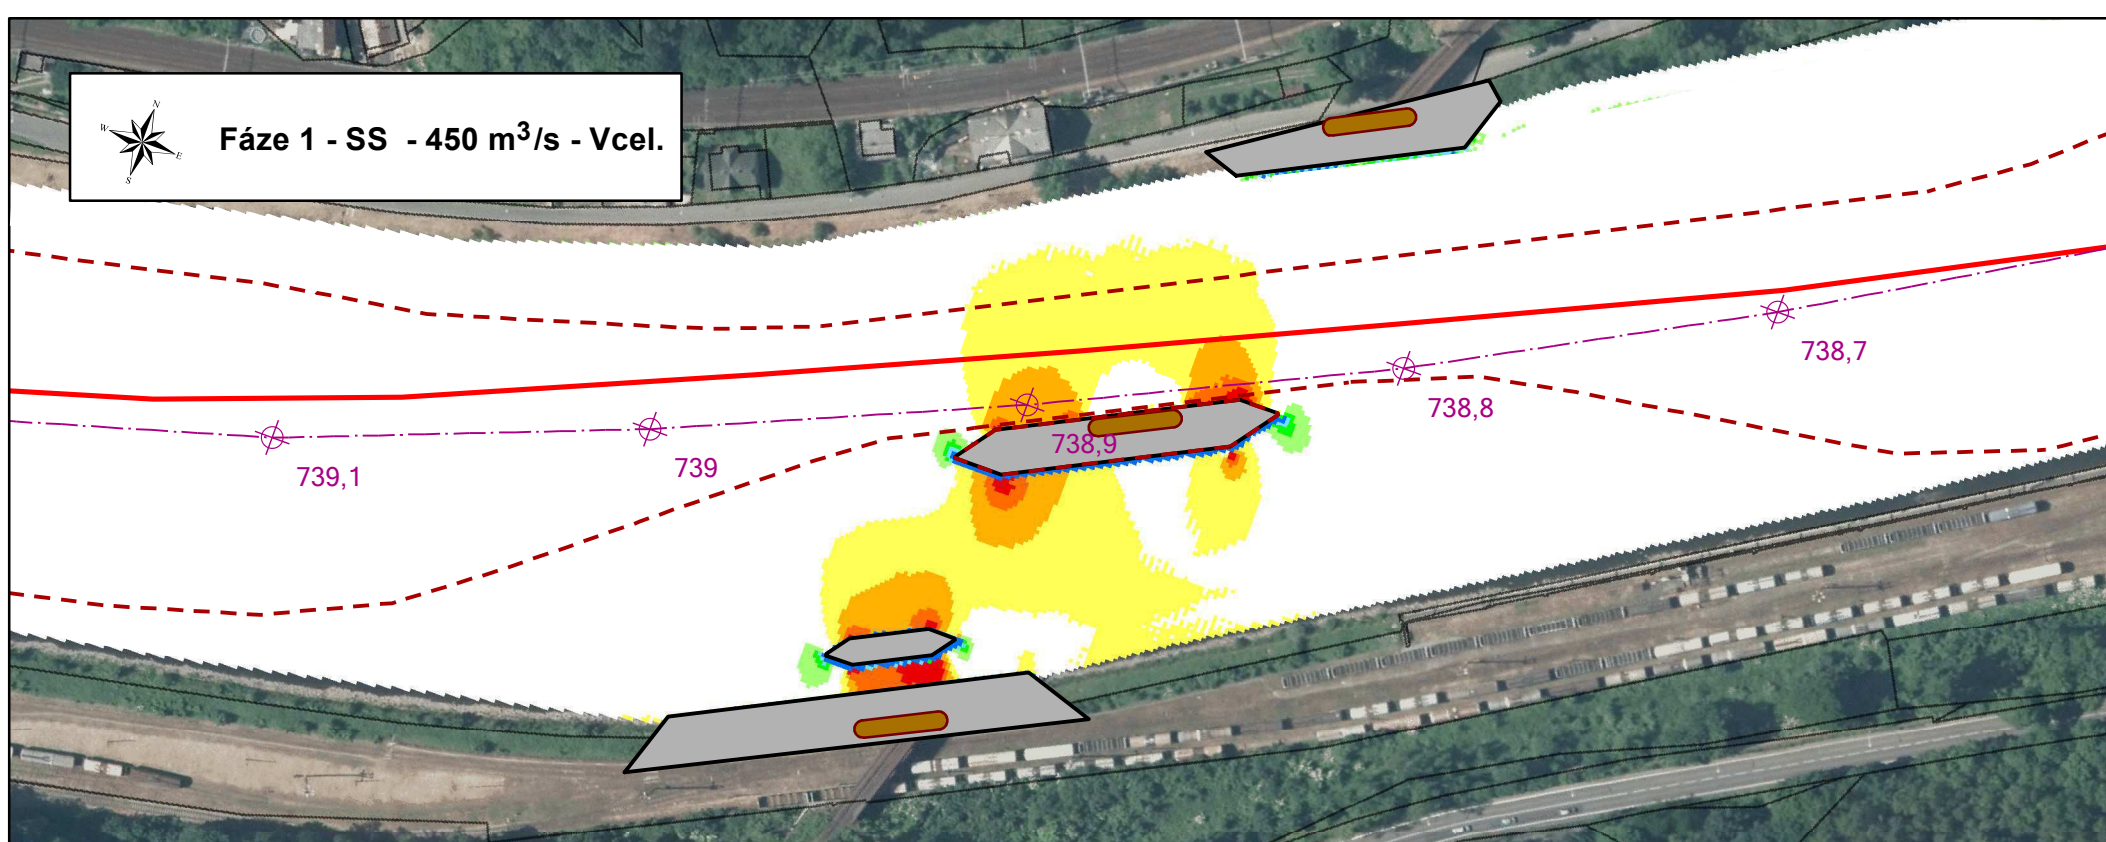 N
W
E
S
Fáze 1 - SS - 450 m³/s - Vcel.
738,7
738,8
738,9
739
739,1